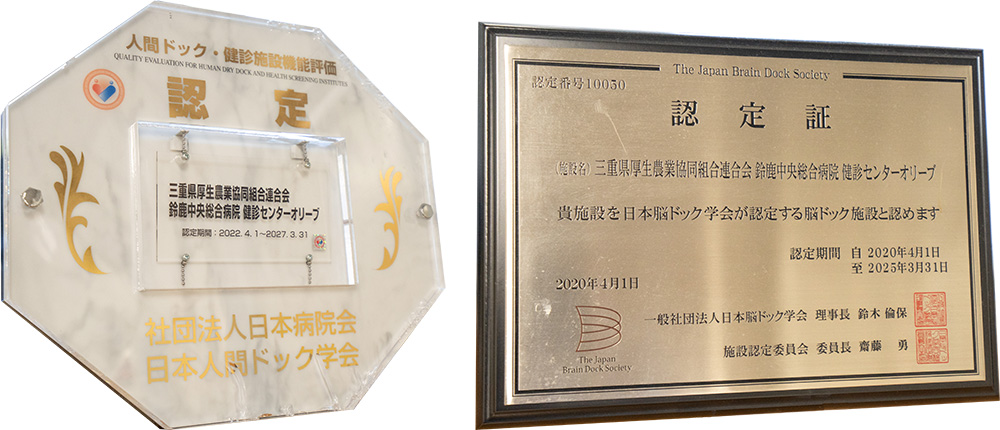 人間ドック・健診施設機能評価
QUALITY EVALUATION FOR HUMAN DRY DOCK AND HEALTH SCREENING INSTITUTES
認 定
三重県厚生農業協同組合連合会
鈴鹿中央総合病院 健診センターオリーブ
認定期間：2022. 4. 1～2027. 3. 31
社団法人日本病院会
日本人間ドック学会
The Japan Brain Dock Society
認定番号10050
認 定 証
(施設名) 三重県厚生農業協同組合連合会 鈴鹿中央総合病院 健診センターオリーブ
貴施設を日本脳ドック学会が認定する脳ドック施設と認めます
認定期間 自 2020年4月1日
至 2025年3月31日
2020年4月1日
一般社団法人日本脳ドック学会 理事長 鈴木 倫保
施設認定委員会 委員長 齋藤 勇
The Japan
Brain Dock Society